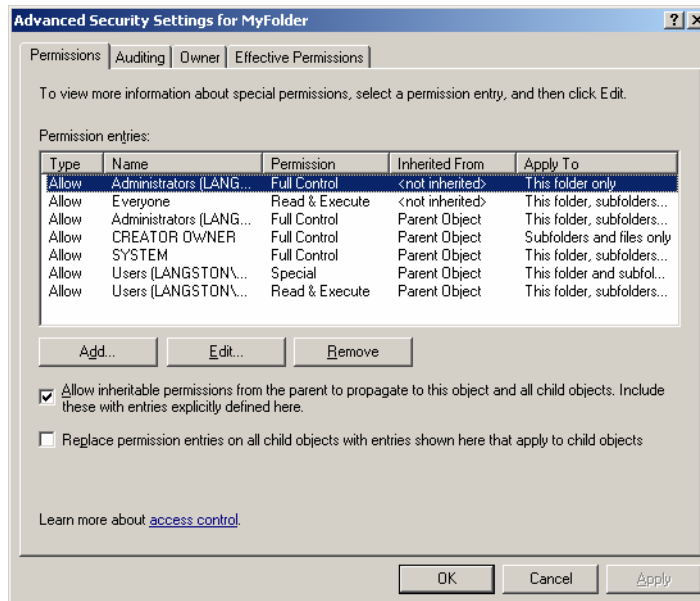 Advanced Security Settings for MyFolder
Permissions Auditing Owner Effective Permissions
To view more information about special permissions, select a permission entry, and then click Edit.
Permission entries:
Type Name Permission Inherited From Apply To
Allow Administrators (LANG... Full Control <not inherited> This folder only
Allow Everyone Read & Execute <not inherited> This folder, subfolders...
Allow Administrators (LANG... Full Control Parent Object This folder, subfolders...
Allow CREATOR OWNER Full Control Parent Object Subfolders and files only
Allow SYSTEM Full Control Parent Object This folder, subfolders...
Allow Users (LANGSTON\... Special Parent Object This folder and subfol...
Allow Users (LANGSTON\... Read & Execute Parent Object This folder, subfolders...
Add... Edit... Remove
Allow inheritable permissions from the parent to propagate to this object and all child objects. Include
these with entries explicitly defined here.
Replace permission entries on all child objects with entries shown here that apply to child objects
Learn more about access control.
OK Cancel Apply